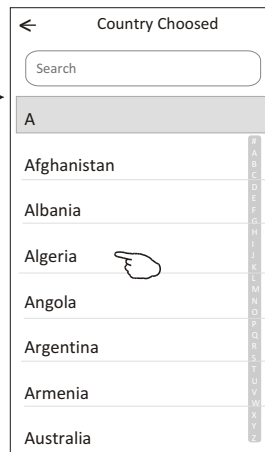 Country Choosed
Search
A
Afghanistan
Albania
Algeria
Angola
Argentina
Armenia
Australia
#
A
B
C
D
E
F
G
H
I
J
K
L
M
N
O
P
Q
R
S
T
U
V
W
X
Y
Z